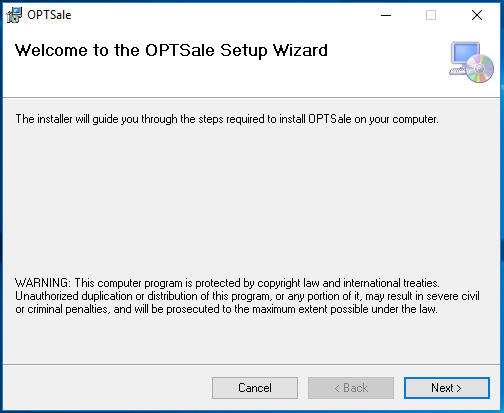 OPTSale
Welcome to the OPTSale Setup Wizard
The installer will guide you through the steps required to install OPTSale on your computer.
WARNING: This computer program is protected by copyright law and international treaties.
Unauthorized duplication or distribution of this program, or any portion of it, may result in severe civil
or criminal penalties, and will be prosecuted to the maximum extent possible under the law.
Cancel
< Back
Next >